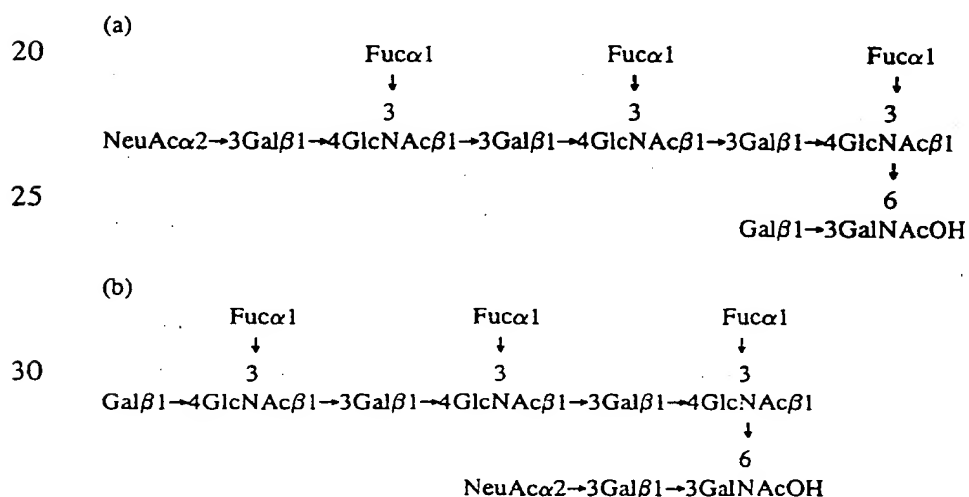 (a)
20 Fucα1 Fucα1 Fucα1
↓ ↓ ↓
3 3 3
NeuAcα2→3Galβ1→4GlcNAcβ1→3Galβ1→4GlcNAcβ1→3Galβ1→4GlcNAcβ1
↓
25 6
Galβ1→3GalNAcOH
(b)
Fucα1 Fucα1 Fucα1
↓ ↓ ↓
30 3 3 3
Galβ1→4GlcNAcβ1→3Galβ1→4GlcNAcβ1→3Galβ1→4GlcNAcβ1
↓
6
NeuAcα2→3Galβ1→3GalNAcOH